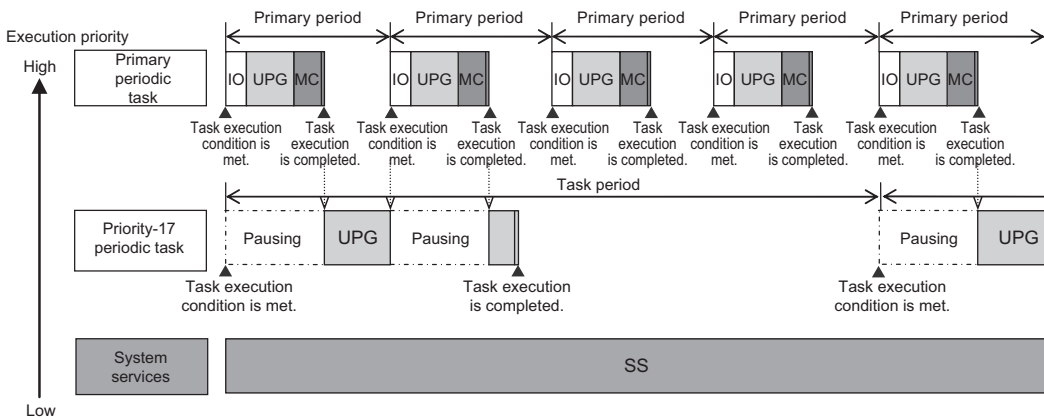 Primary period Primary period Primary period Primary period Primary period
Execution priority
High
Primary
periodic
task
IO UPG MC IO UPG MC IO UPG MC IO UPG MC IO UPG MC
Task execution
condition is
met.
Task
execution
is completed.
Task execution
condition is
met.
Task
execution
is completed.
Task execution
condition is
met.
Task
execution
is completed.
Task execution
condition is
met.
Task
execution
is completed.
Task execution
condition is
met.
Task
execution
is completed.
Task period
Priority-17
periodic task
Pausing UPG Pausing Pausing UPG
Task execution
condition is met.
Task execution
is completed.
Task execution
condition is met.
System
services
SS
Low